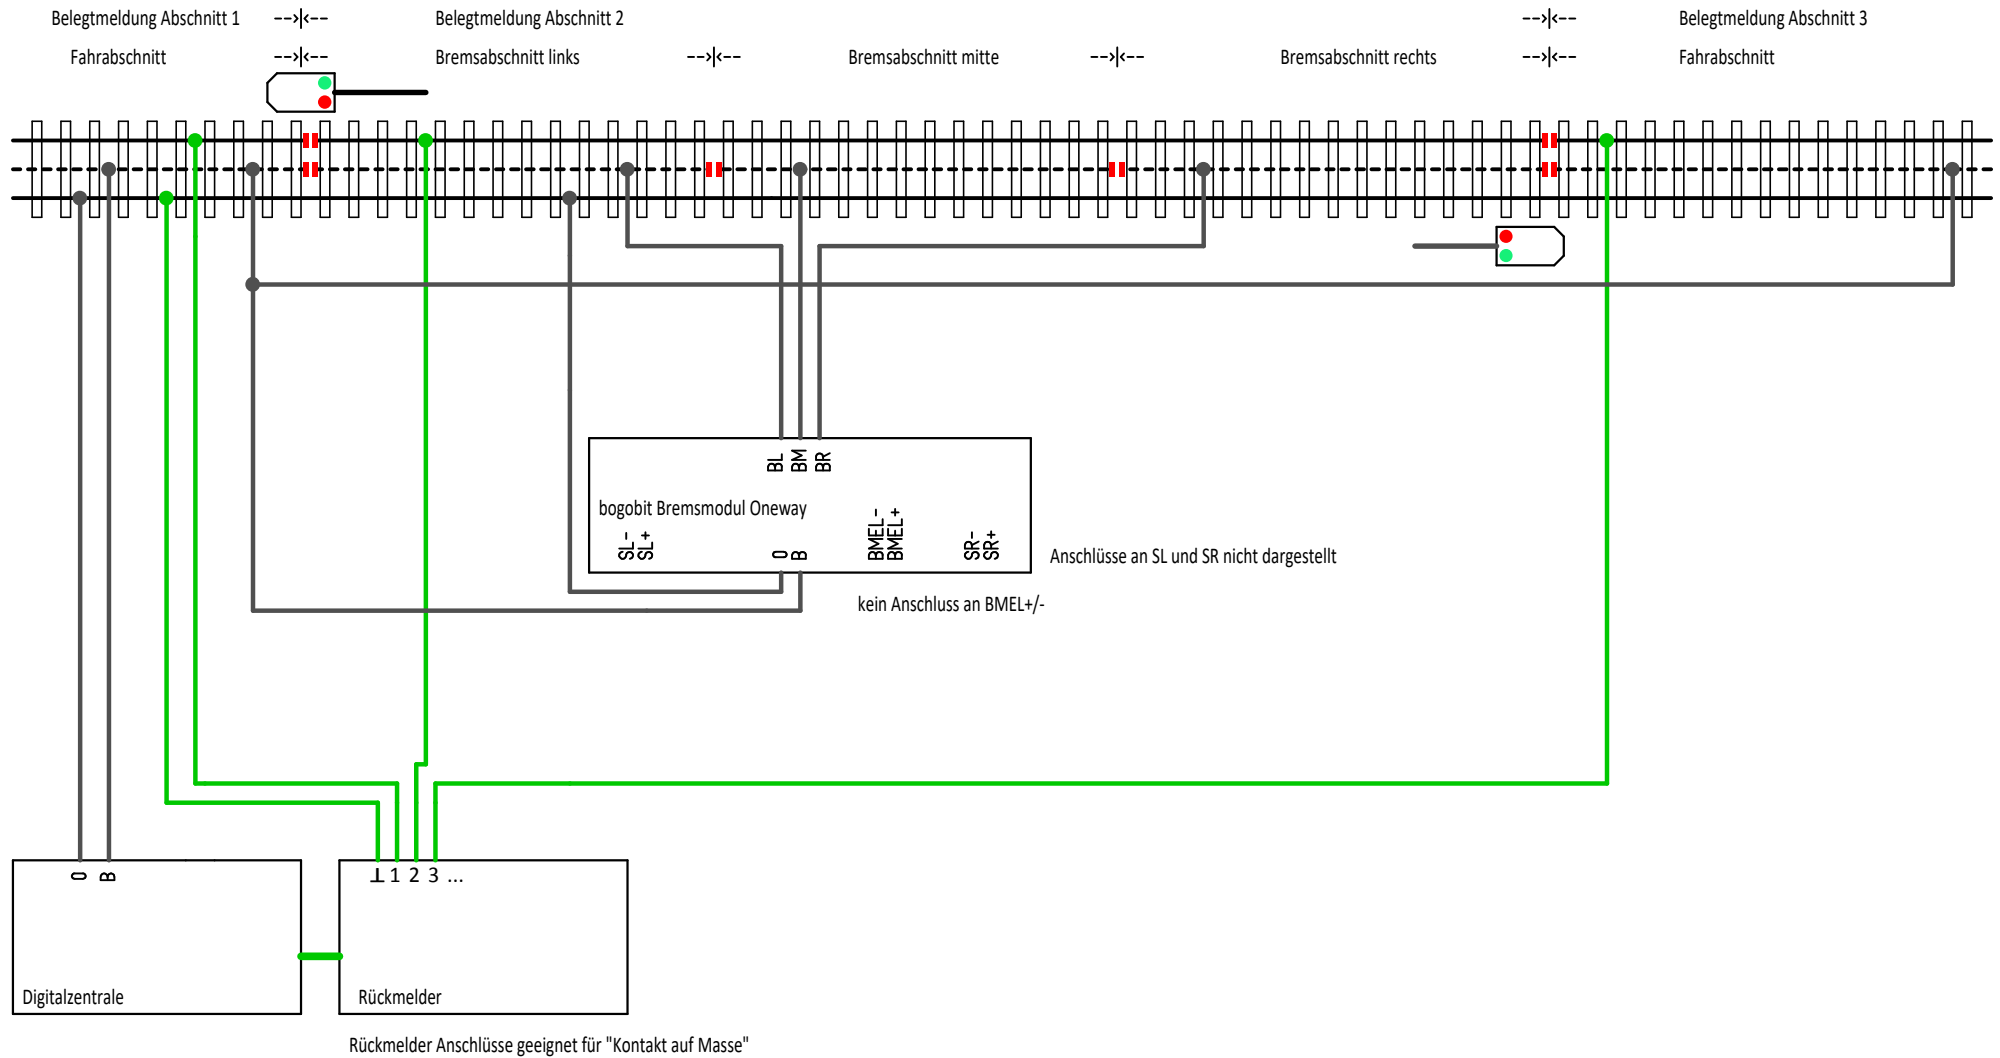 Belegtmeldung Abschnitt 1 -->|<-- Belegtmeldung Abschnitt 2 -->|<-- Belegtmeldung Abschnitt 3
Fahrabschnitt -->|<-- Bremsabschnitt links -->|<-- Bremsabschnitt mitte -->|<-- Bremsabschnitt rechts -->|<-- Fahrabschnitt
BL BM BR
bogobit Bremsmodul Oneway
SL- SL+ 0 B BMEL- BMEL+ SR- SR+
Anschlüsse an SL und SR nicht dargestellt
kein Anschluss an BMEL+/-
0 B
⊥ 1 2 3 ...
Digitalzentrale
Rückmelder
Rückmelder Anschlüsse geeignet für "Kontakt auf Masse"